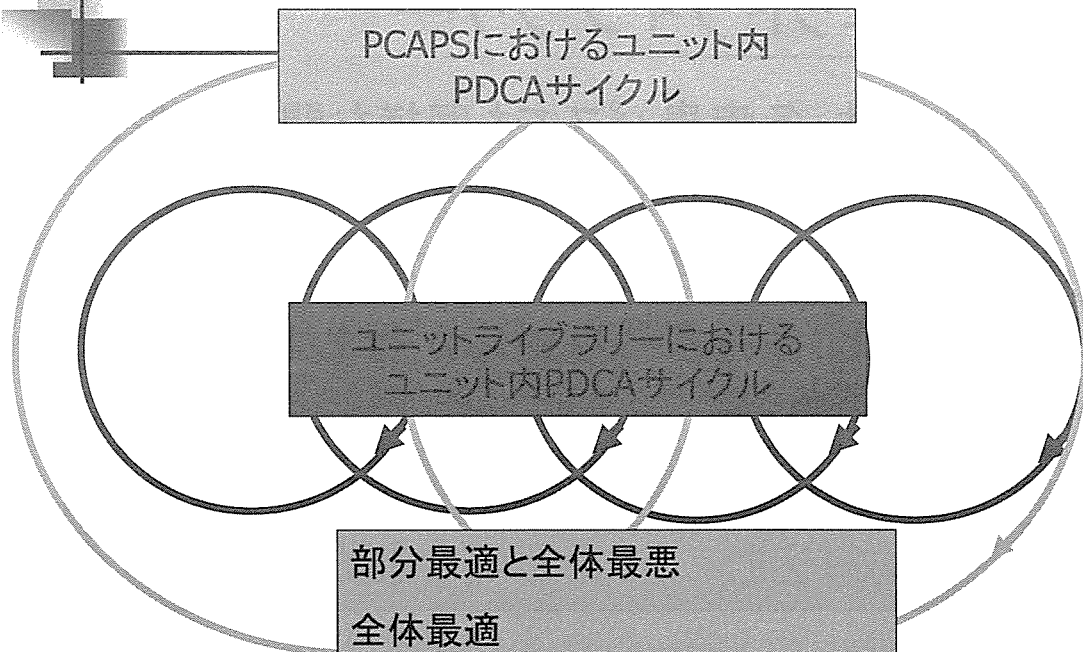 PCAPSにおけるユニット内
PDCAサイクル
ユニットライブラリーにおける
ユニット内PDCAサイクル
部分最適と全体最悪
全体最適